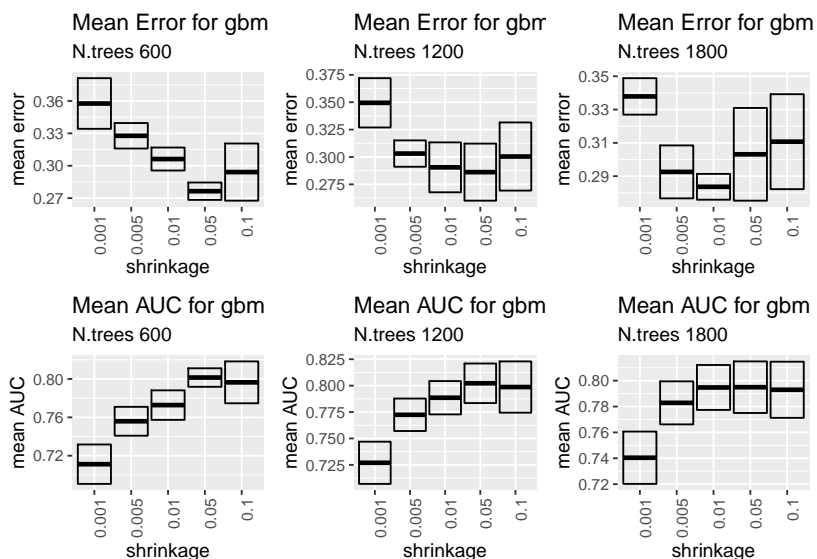 Mean Error for gbm
N.trees 600
mean error
0.36
0.33
0.30
0.27
0.001
0.005
0.01
0.05
0.1
shrinkage
Mean Error for gbm
N.trees 1200
mean error
0.375
0.350
0.325
0.300
0.275
0.001
0.005
0.01
0.05
0.1
shrinkage
Mean Error for gbm
N.trees 1800
mean error
0.35
0.33
0.31
0.29
0.001
0.005
0.01
0.05
0.1
shrinkage
Mean AUC for gbm
N.trees 600
mean AUC
0.80
0.76
0.72
0.001
0.005
0.01
0.05
0.1
shrinkage
Mean AUC for gbm
N.trees 1200
mean AUC
0.825
0.800
0.775
0.750
0.725
0.001
0.005
0.01
0.05
0.1
shrinkage
Mean AUC for gbm
N.trees 1800
mean AUC
0.80
0.78
0.76
0.74
0.72
0.001
0.005
0.01
0.05
0.1
shrinkage